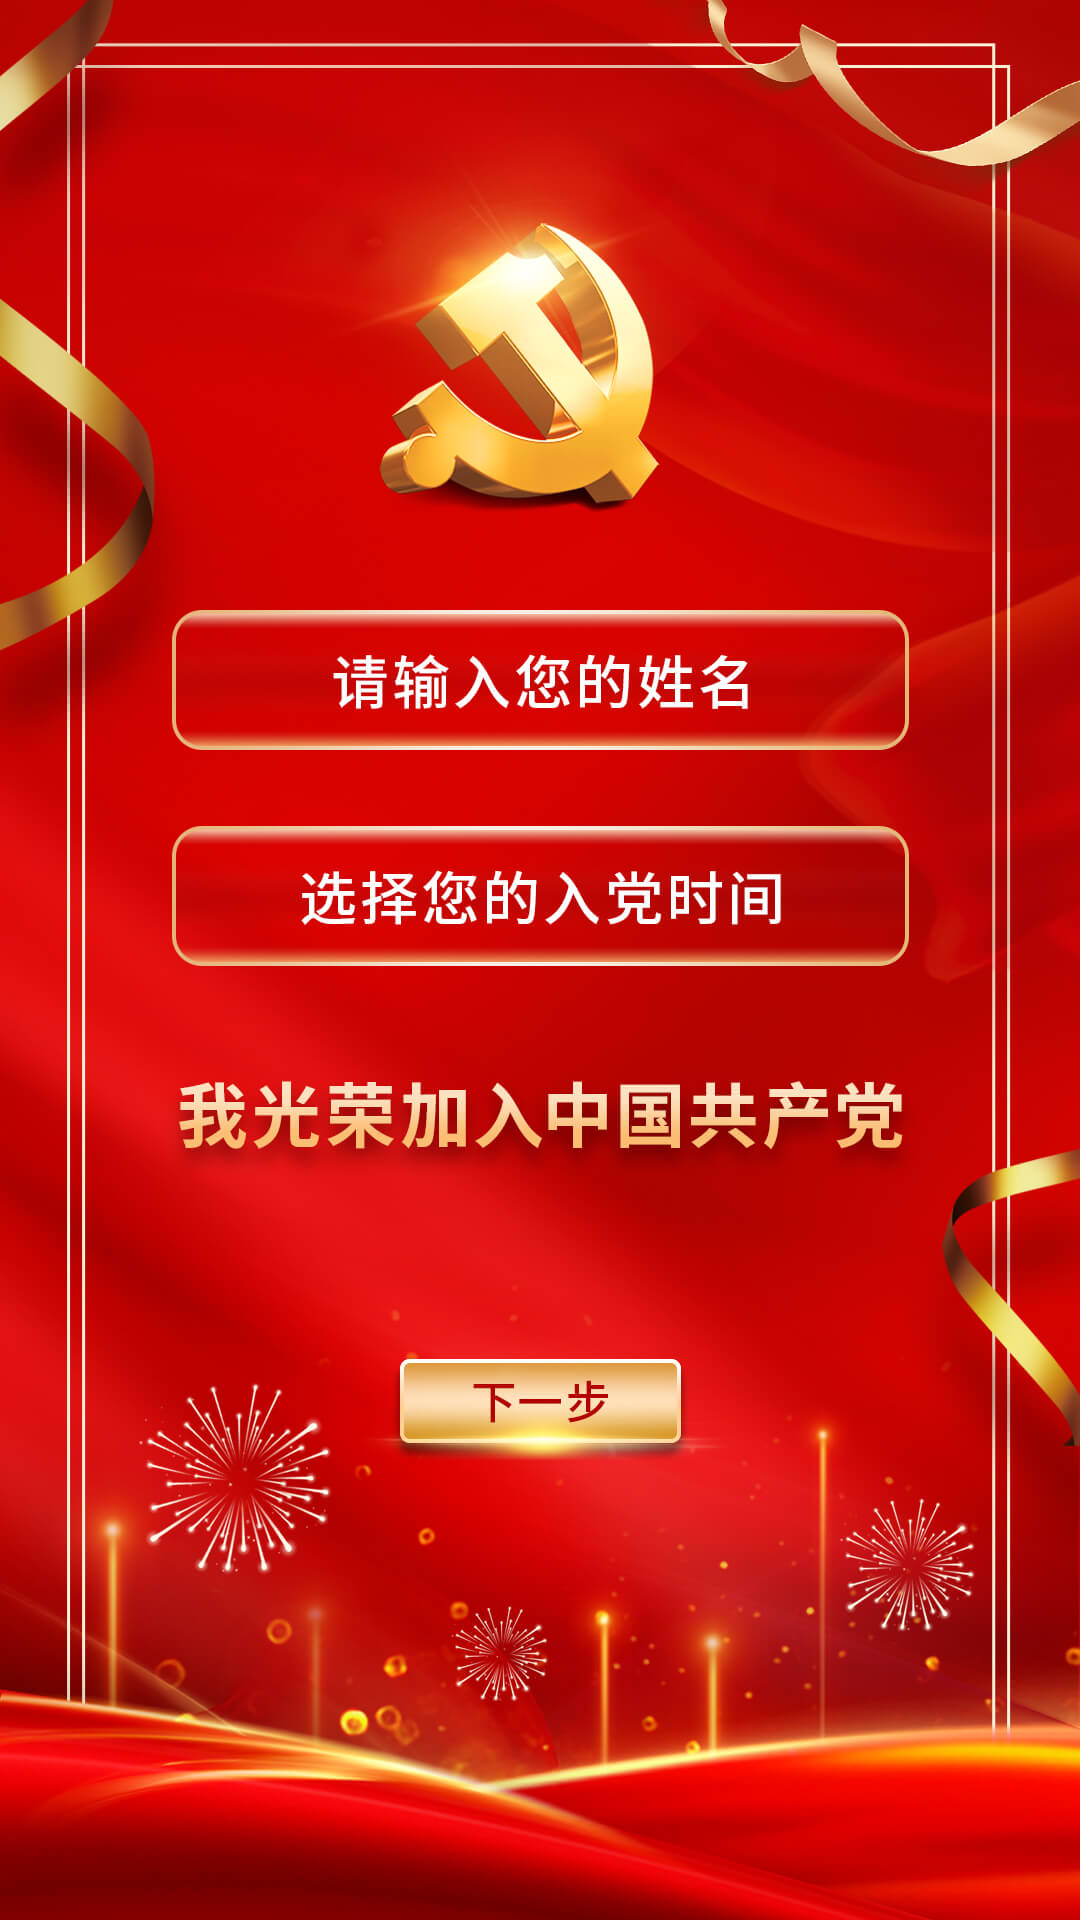 请输入您的姓名
选择您的入党时间
我光荣加入中国共产党
下一步